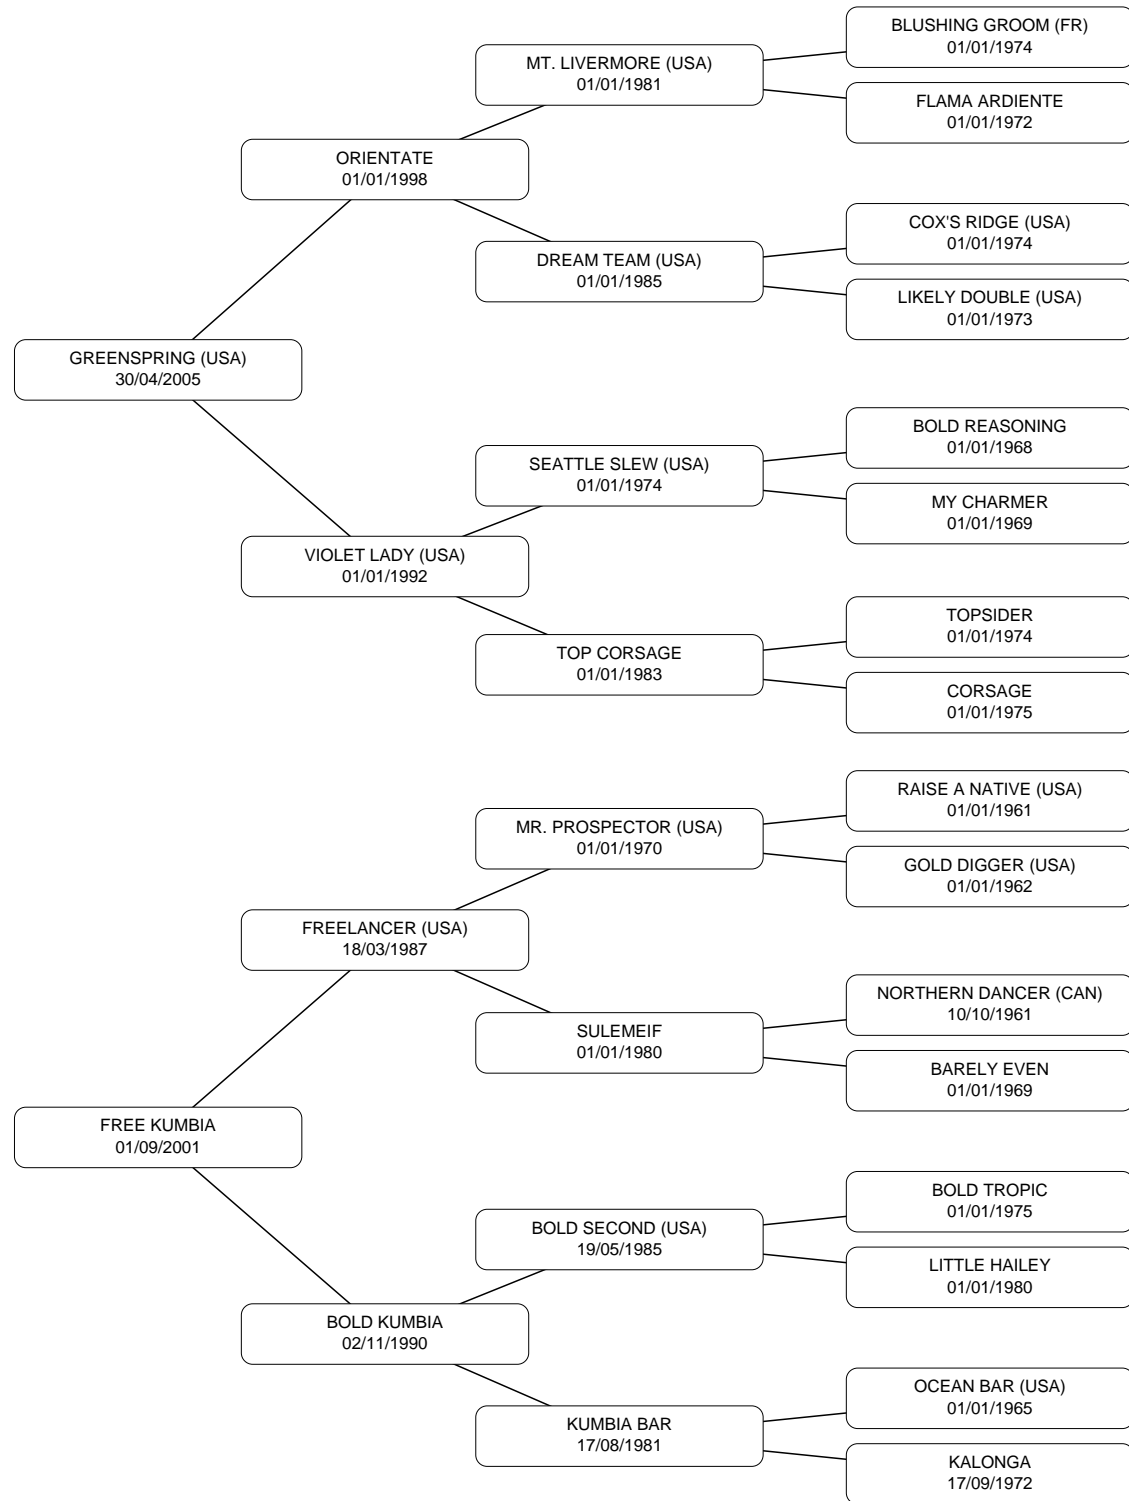 BLUSHING GROOM (FR)
01/01/1974
MT. LIVERMORE (USA)
01/01/1981
FLAMA ARDIENTE
01/01/1972
ORIENTATE
01/01/1998
COX'S RIDGE (USA)
01/01/1974
DREAM TEAM (USA)
01/01/1985
LIKELY DOUBLE (USA)
01/01/1973
GREENSPRING (USA)
30/04/2005
BOLD REASONING
01/01/1968
SEATTLE SLEW (USA)
01/01/1974
MY CHARMER
01/01/1969
VIOLET LADY (USA)
01/01/1992
TOPSIDER
01/01/1974
TOP CORSAGE
01/01/1983
CORSAGE
01/01/1975
RAISE A NATIVE (USA)
01/01/1961
MR. PROSPECTOR (USA)
01/01/1970
GOLD DIGGER (USA)
01/01/1962
FREELANCER (USA)
18/03/1987
NORTHERN DANCER (CAN)
10/10/1961
SULEMEIF
01/01/1980
BARELY EVEN
01/01/1969
FREE KUMBIA
01/09/2001
BOLD TROPIC
01/01/1975
BOLD SECOND (USA)
19/05/1985
LITTLE HAILEY
01/01/1980
BOLD KUMBIA
02/11/1990
OCEAN BAR (USA)
01/01/1965
KUMBIA BAR
17/08/1981
KALONGA
17/09/1972